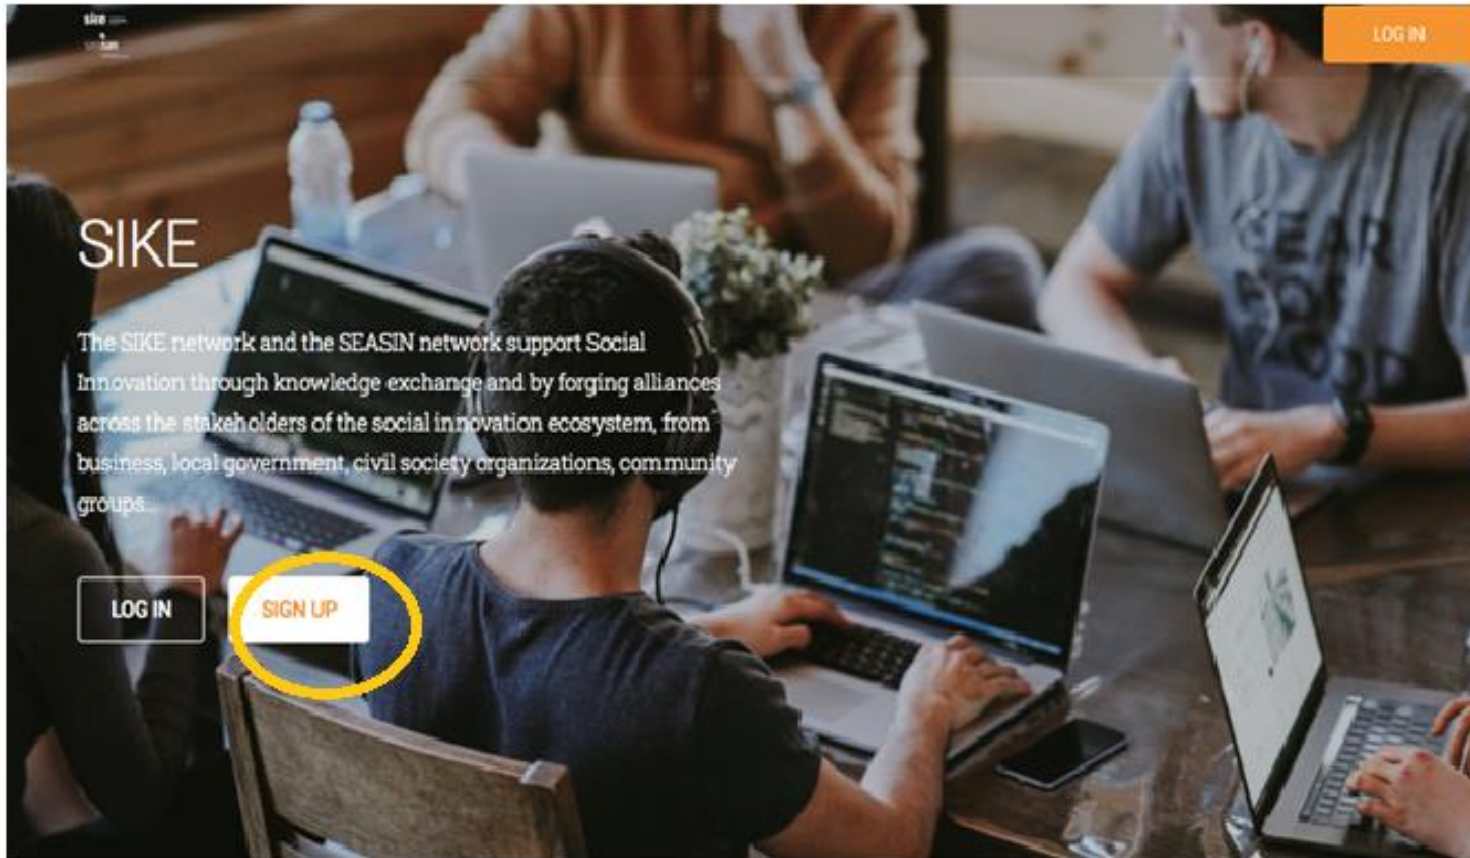 sike
LOG IN
SIKE
The SIKE network and the SEASIN network support Social
Innovation through knowledge exchange and by forging alliances
across the stakeholders of the social innovation ecosystem, from
business, local government, civil society organizations, community
groups...
LOG IN
SIGN UP